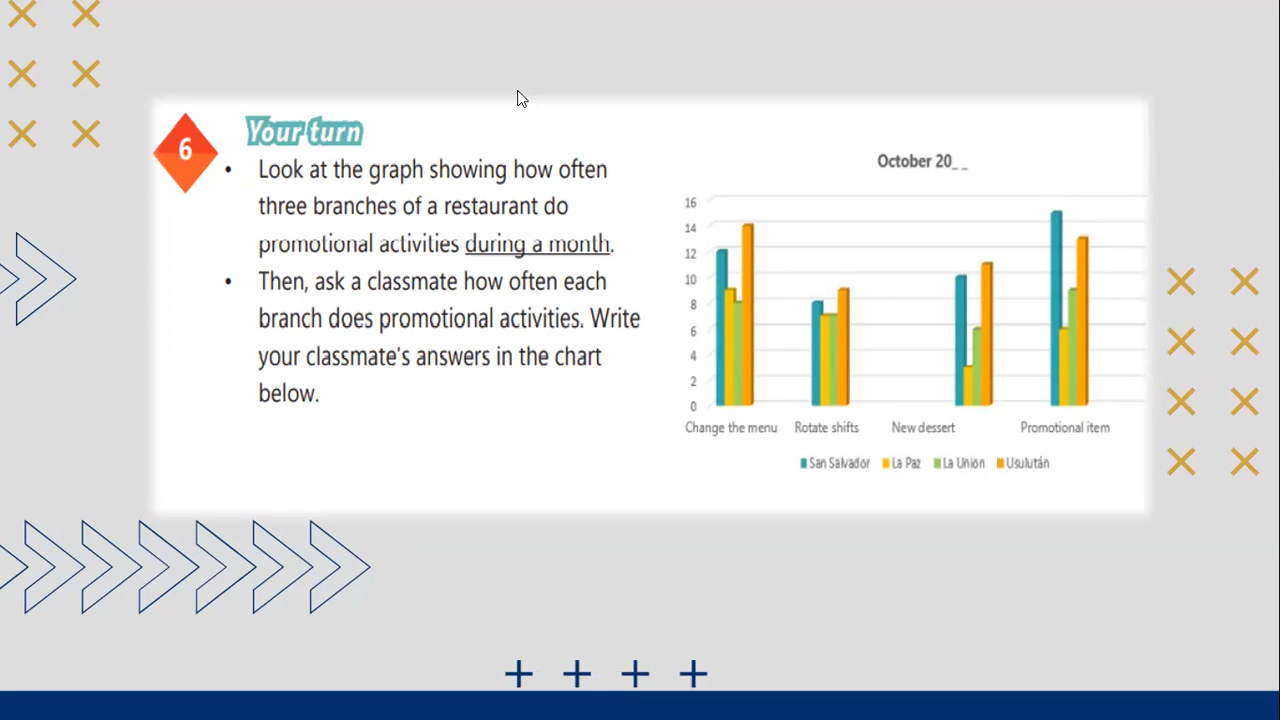 6
Your turn
• Look at the graph showing how often
three branches of a restaurant do
promotional activities during a month.
• Then, ask a classmate how often each
branch does promotional activities. Write
your classmate's answers in the chart
below.
October 20_ _
16
14
12
10
8
6
4
2
0
Change the menu Rotate shifts New dessert Promotional item
San Salvador La Paz La Union Usulután